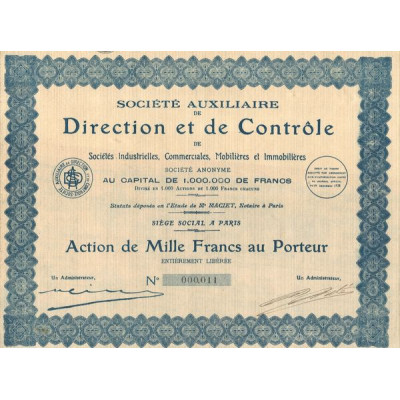 SOCIÉTÉ AUXILIAIRE
DE
Direction et de Contrôle
DE
Sociétés Industrielles, Commerciales, Mobilières et Immobilières
SOCIÉTÉ ANONYME
AU CAPITAL DE 1.000.000 DE FRANCS
Divisé en 1.000 Actions de 1.000 Francs chacune
Statuts déposés en l'Etude de Me MACIET, Notaire à Paris
SIÈGE SOCIAL A PARIS
Action de Mille Francs au Porteur
ENTIÈREMENT LIBÉRÉE
Un Administrateur,
No 000,011
Un Administrateur,